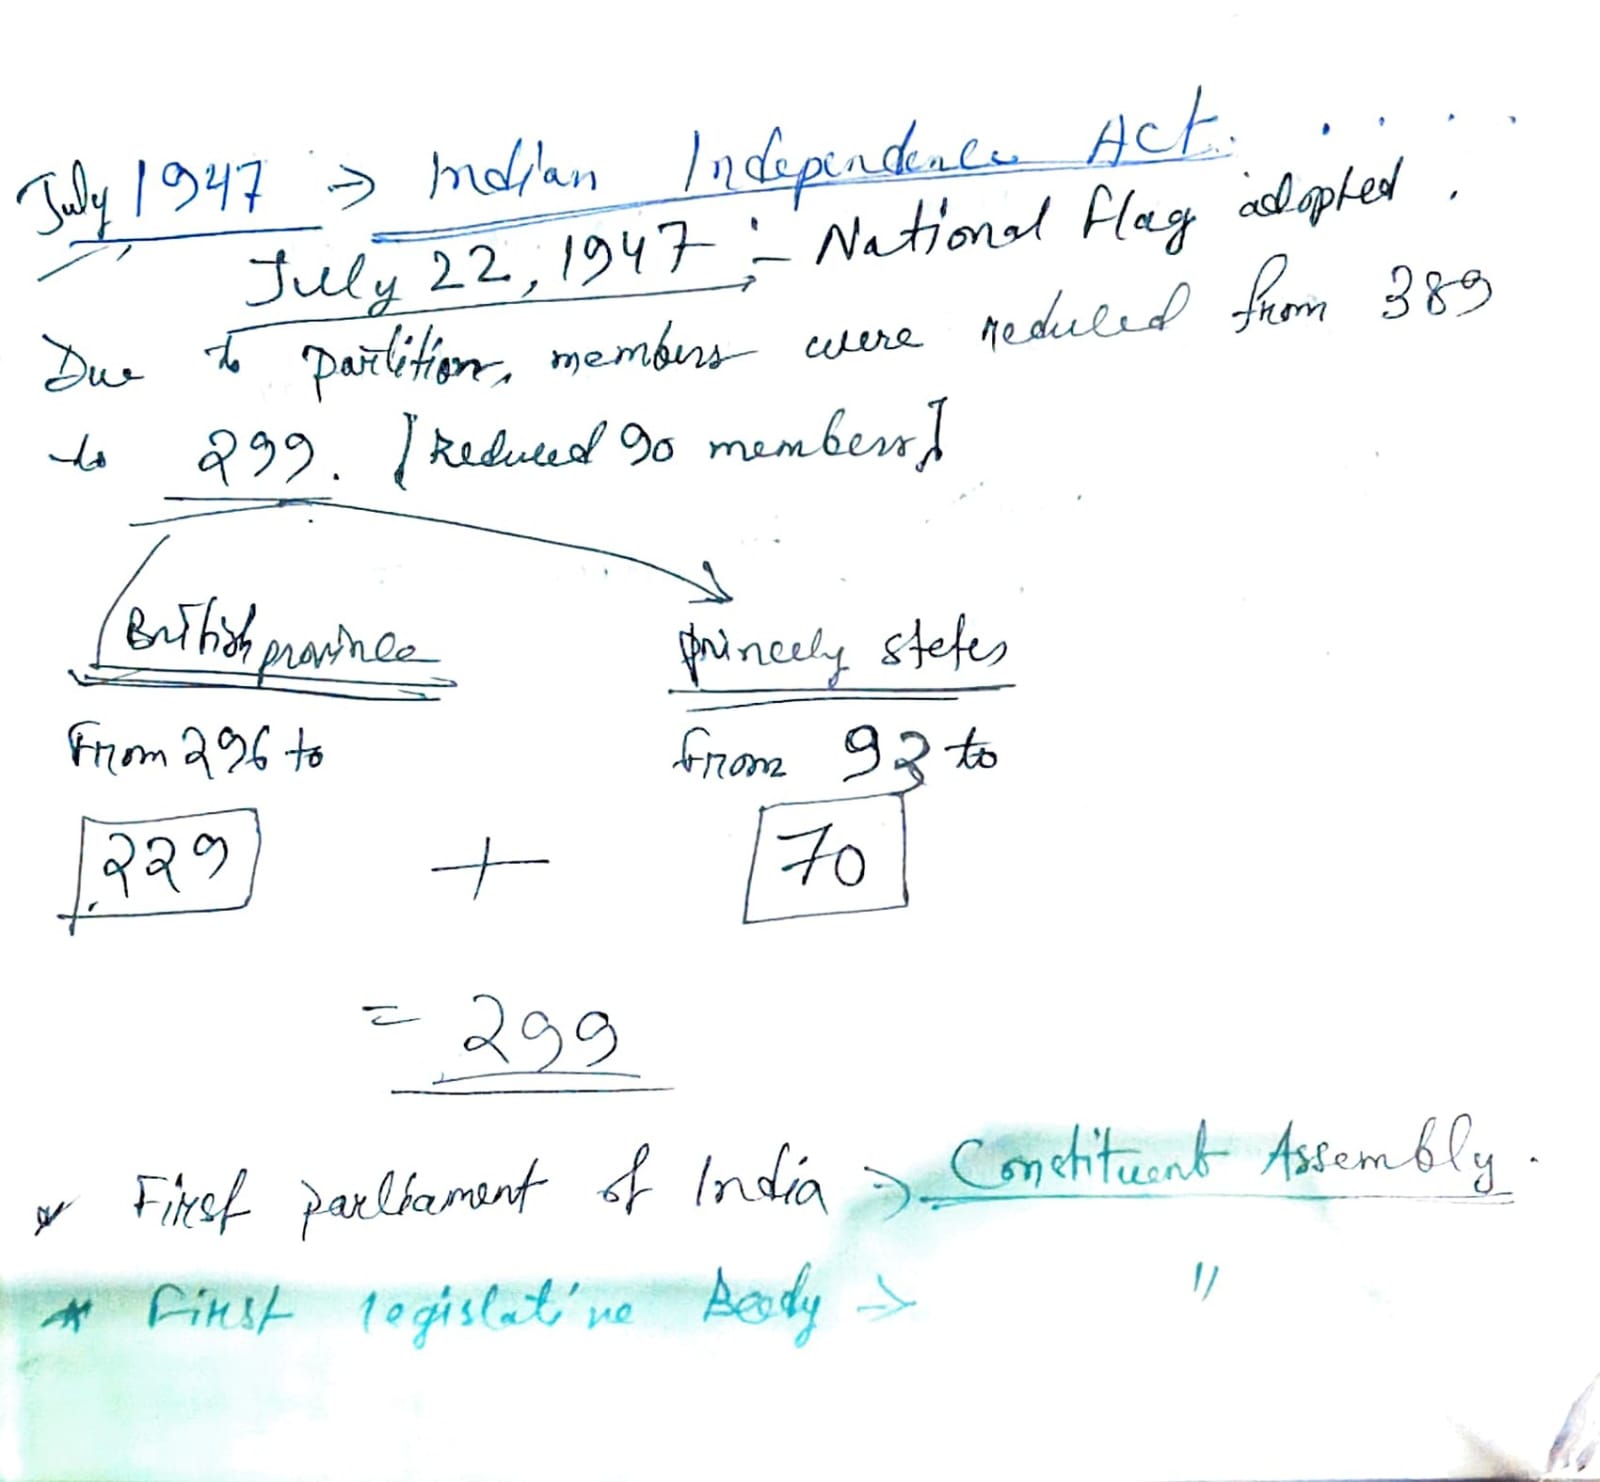 July 1947 → Indian Independence Act.
July 22, 1947 :- National Flag adopted.
Due to partition, members were reduced from 389
to 299. [Reduced 90 members]
British province princely states
From 296 to from 93 to
229 + 70
= 299
First parliament of India → Constituent Assembly.
* First legislative Body → "